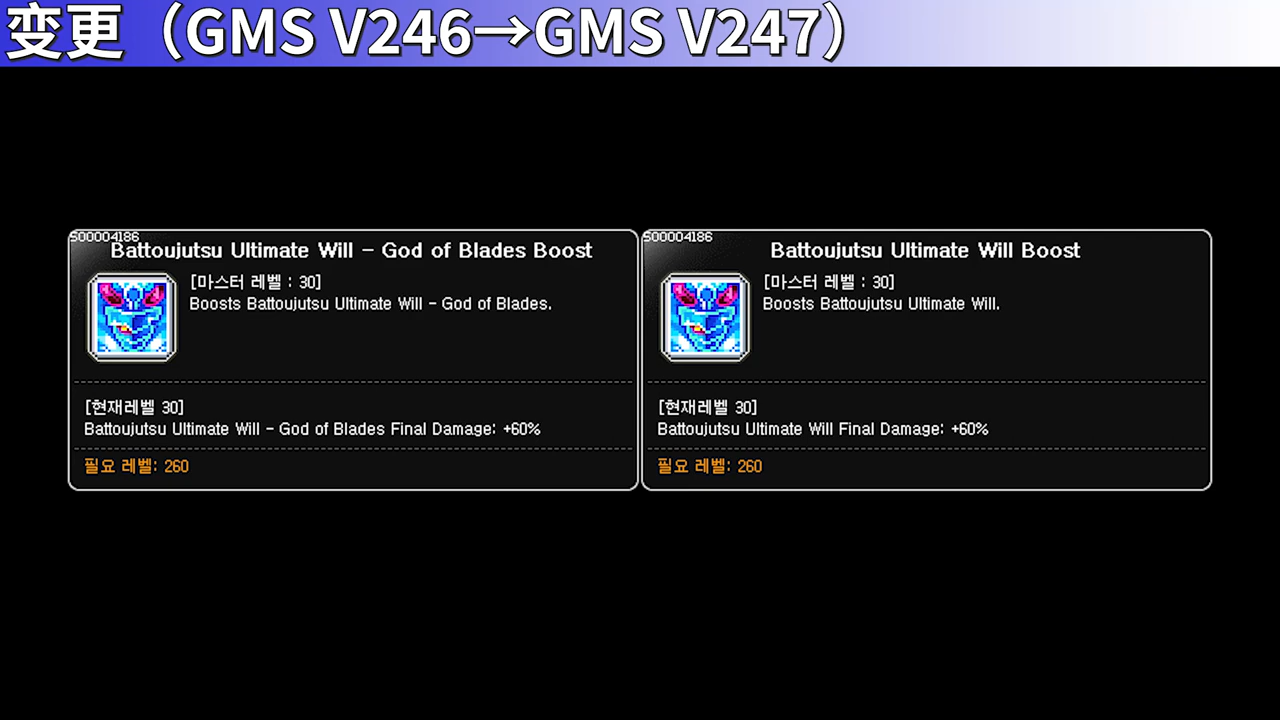 变更（GMS V246→GMS V247）
S00004186
Battoujutsu Ultimate Will - God of Blades Boost
[마스터 레벨 : 30]
Boosts Battoujutsu Ultimate Will - God of Blades.
[현재레벨 30]
Battoujutsu Ultimate Will - God of Blades Final Damage: +60%
필요 레벨: 260
S00004186
Battoujutsu Ultimate Will Boost
[마스터 레벨 : 30]
Boosts Battoujutsu Ultimate Will.
[현재레벨 30]
Battoujutsu Ultimate Will Final Damage: +60%
필요 레벨: 260